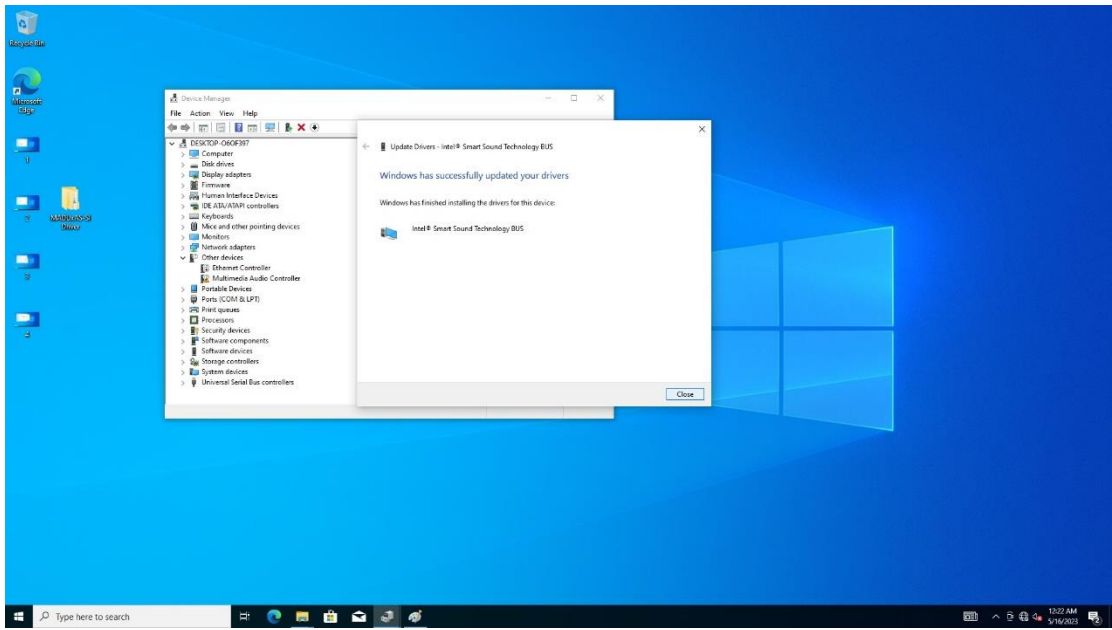 Recycle Bin
Microsoft
Edge
1
2
3
4
Driver
Device Manager
File Action View Help
DESKTOP-O6OF397
Computer
Disk drives
Display adapters
Firmware
Human Interface Devices
IDE ATA/ATAPI controllers
Keyboards
Mice and other pointing devices
Monitors
Network adapters
Other devices
Ethernet Controller
Multimedia Audio Controller
Portable Devices
Ports (COM & LPT)
Print queues
Processors
Security devices
Software components
Software devices
Storage controllers
System devices
Universal Serial Bus controllers
Update Drivers - Intel® Smart Sound Technology BUS
Windows has successfully updated your drivers
Windows has finished installing the drivers for this device:
Intel® Smart Sound Technology BUS
Close
Type here to search
12:22 AM
5/16/2023
2